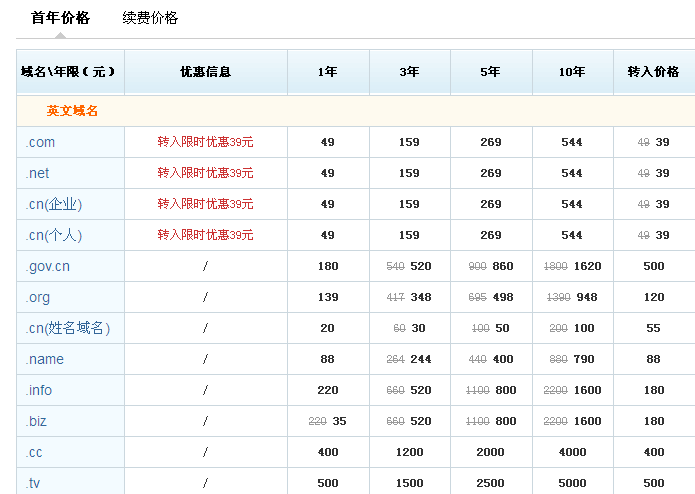 首年价格 续费价格
域名\年限（元） 优惠信息 1年 3年 5年 10年 转入价格
英文域名
.com 转入限时优惠39元 49 159 269 544 49 39
.net 转入限时优惠39元 49 159 269 544 49 39
.cn(企业) 转入限时优惠39元 49 159 269 544 49 39
.cn(个人) 转入限时优惠39元 49 159 269 544 49 39
.gov.cn / 180 540 520 900 860 1800 1620 500
.org / 139 417 348 695 498 1390 948 120
.cn(姓名域名) / 20 60 30 100 50 200 100 55
.name / 88 264 244 440 400 880 790 88
.info / 220 660 520 1100 800 2200 1600 180
.biz / 220 35 660 520 1100 800 2200 1600 180
.cc / 400 1200 2000 4000 400
.tv / 500 1500 2500 5000 500